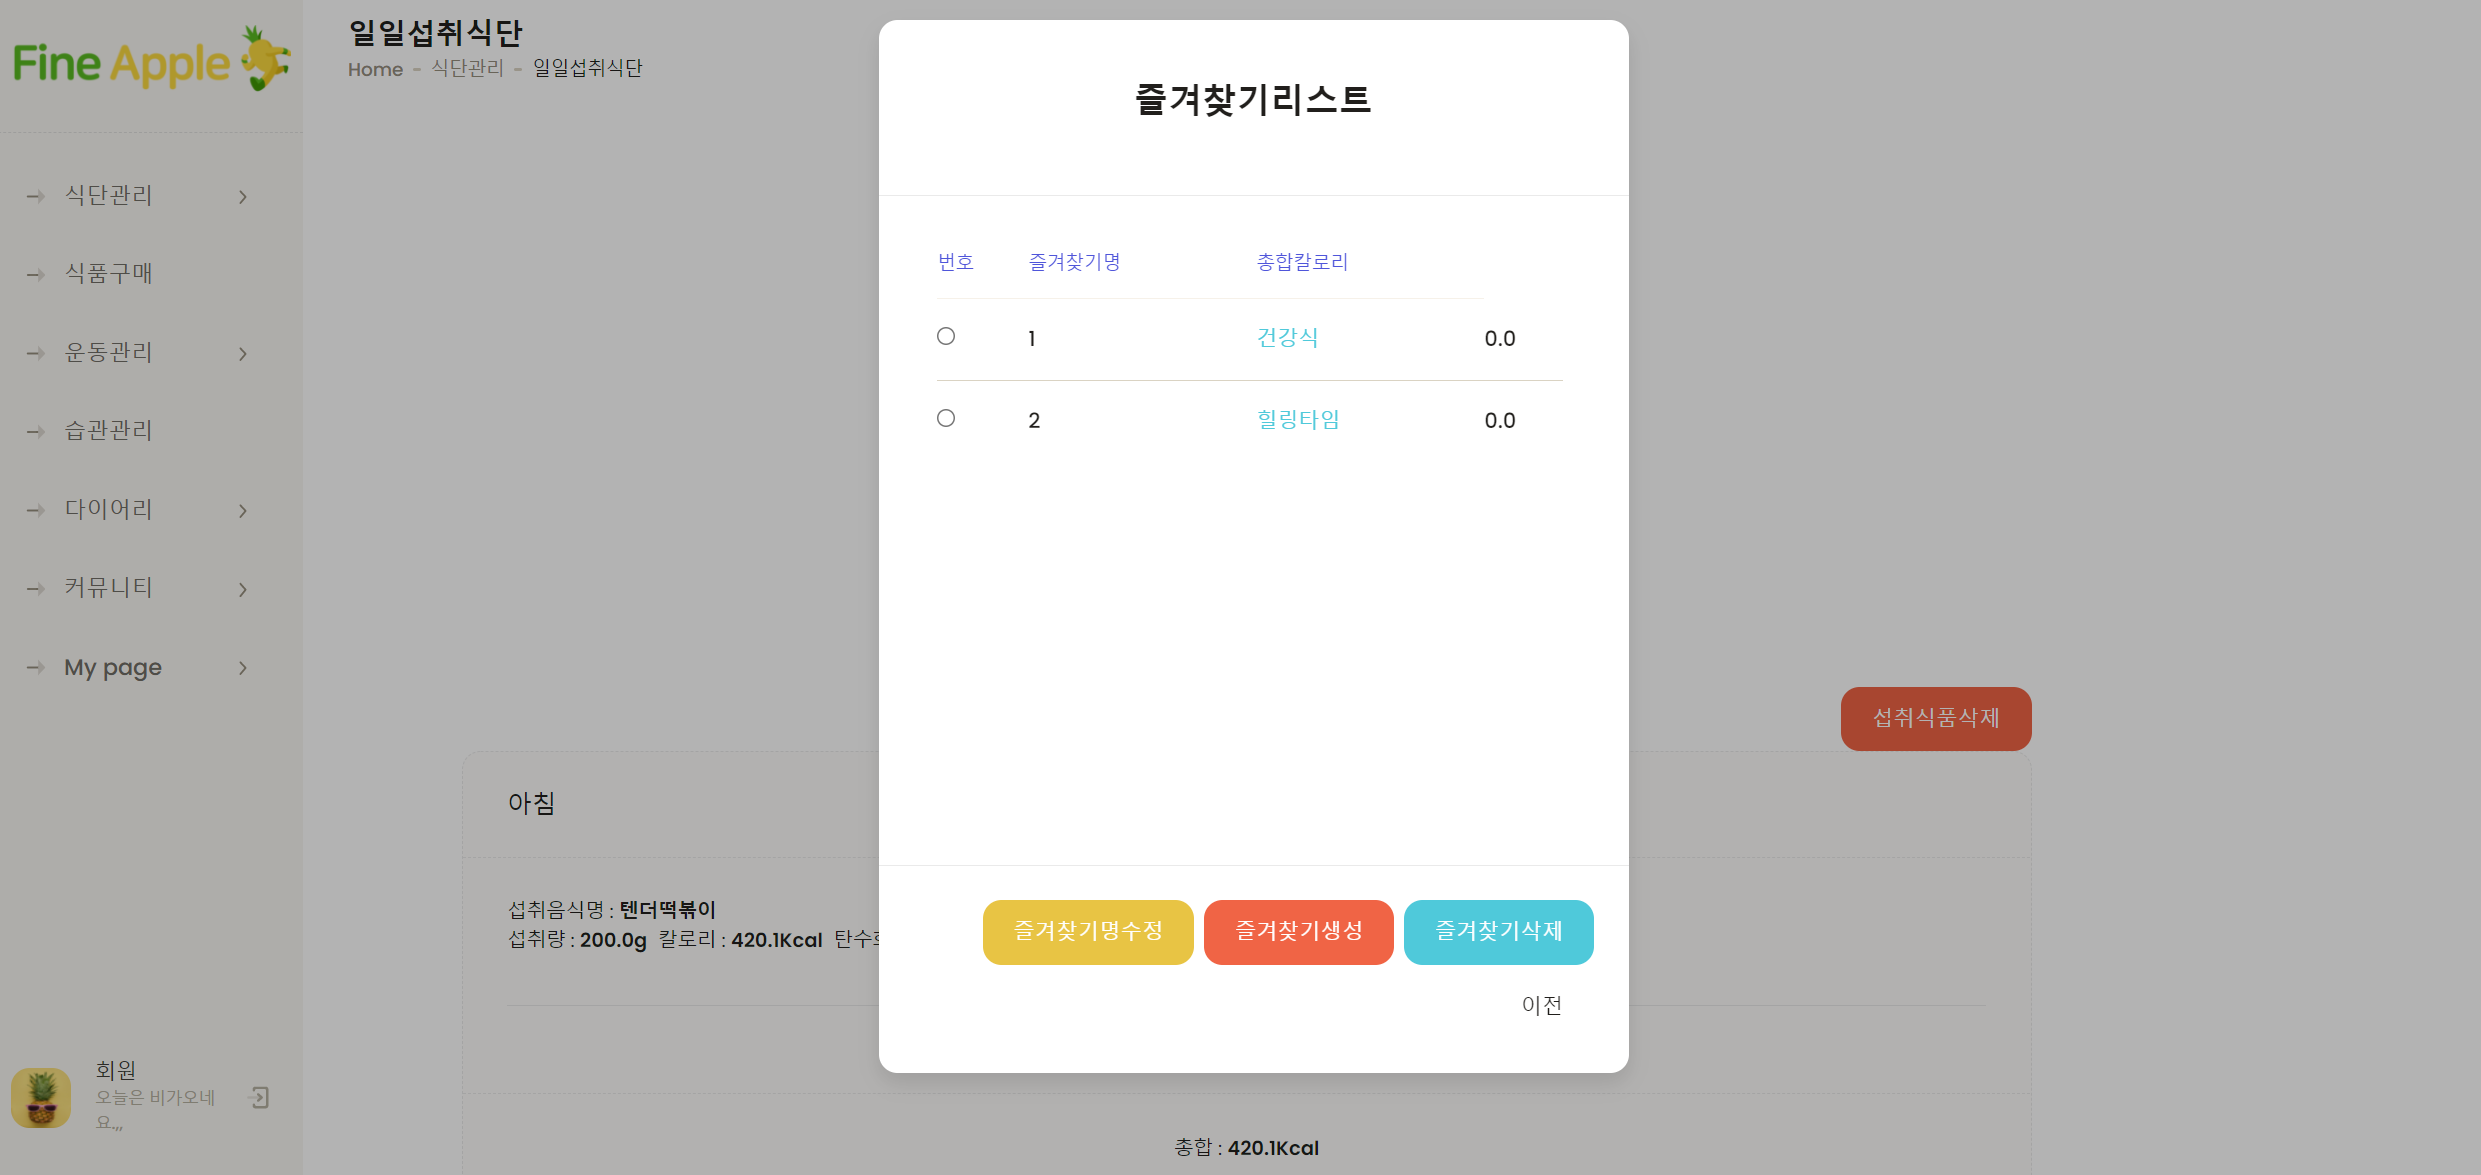 Fine Apple
식단관리
식품구매
운동관리
습관관리
다이어리
커뮤니티
My page
회원
오늘은 비가오네
요.,,
일일섭취식단
Home - 식단관리 - 일일섭취식단
섭취식품삭제
아침
섭취음식명 : 텐더떡볶이
섭취량 : 200.0g 칼로리 : 420.1Kcal
총합 : 420.1Kcal
즐겨찾기리스트
번호 즐겨찾기명 총합칼로리
1 건강식 0.0
2 힐링타임 0.0
즐겨찾기명수정 즐겨찾기생성 즐겨찾기삭제
이전